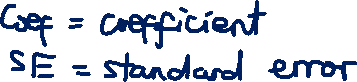 Coef = coefficient
SE = standard error